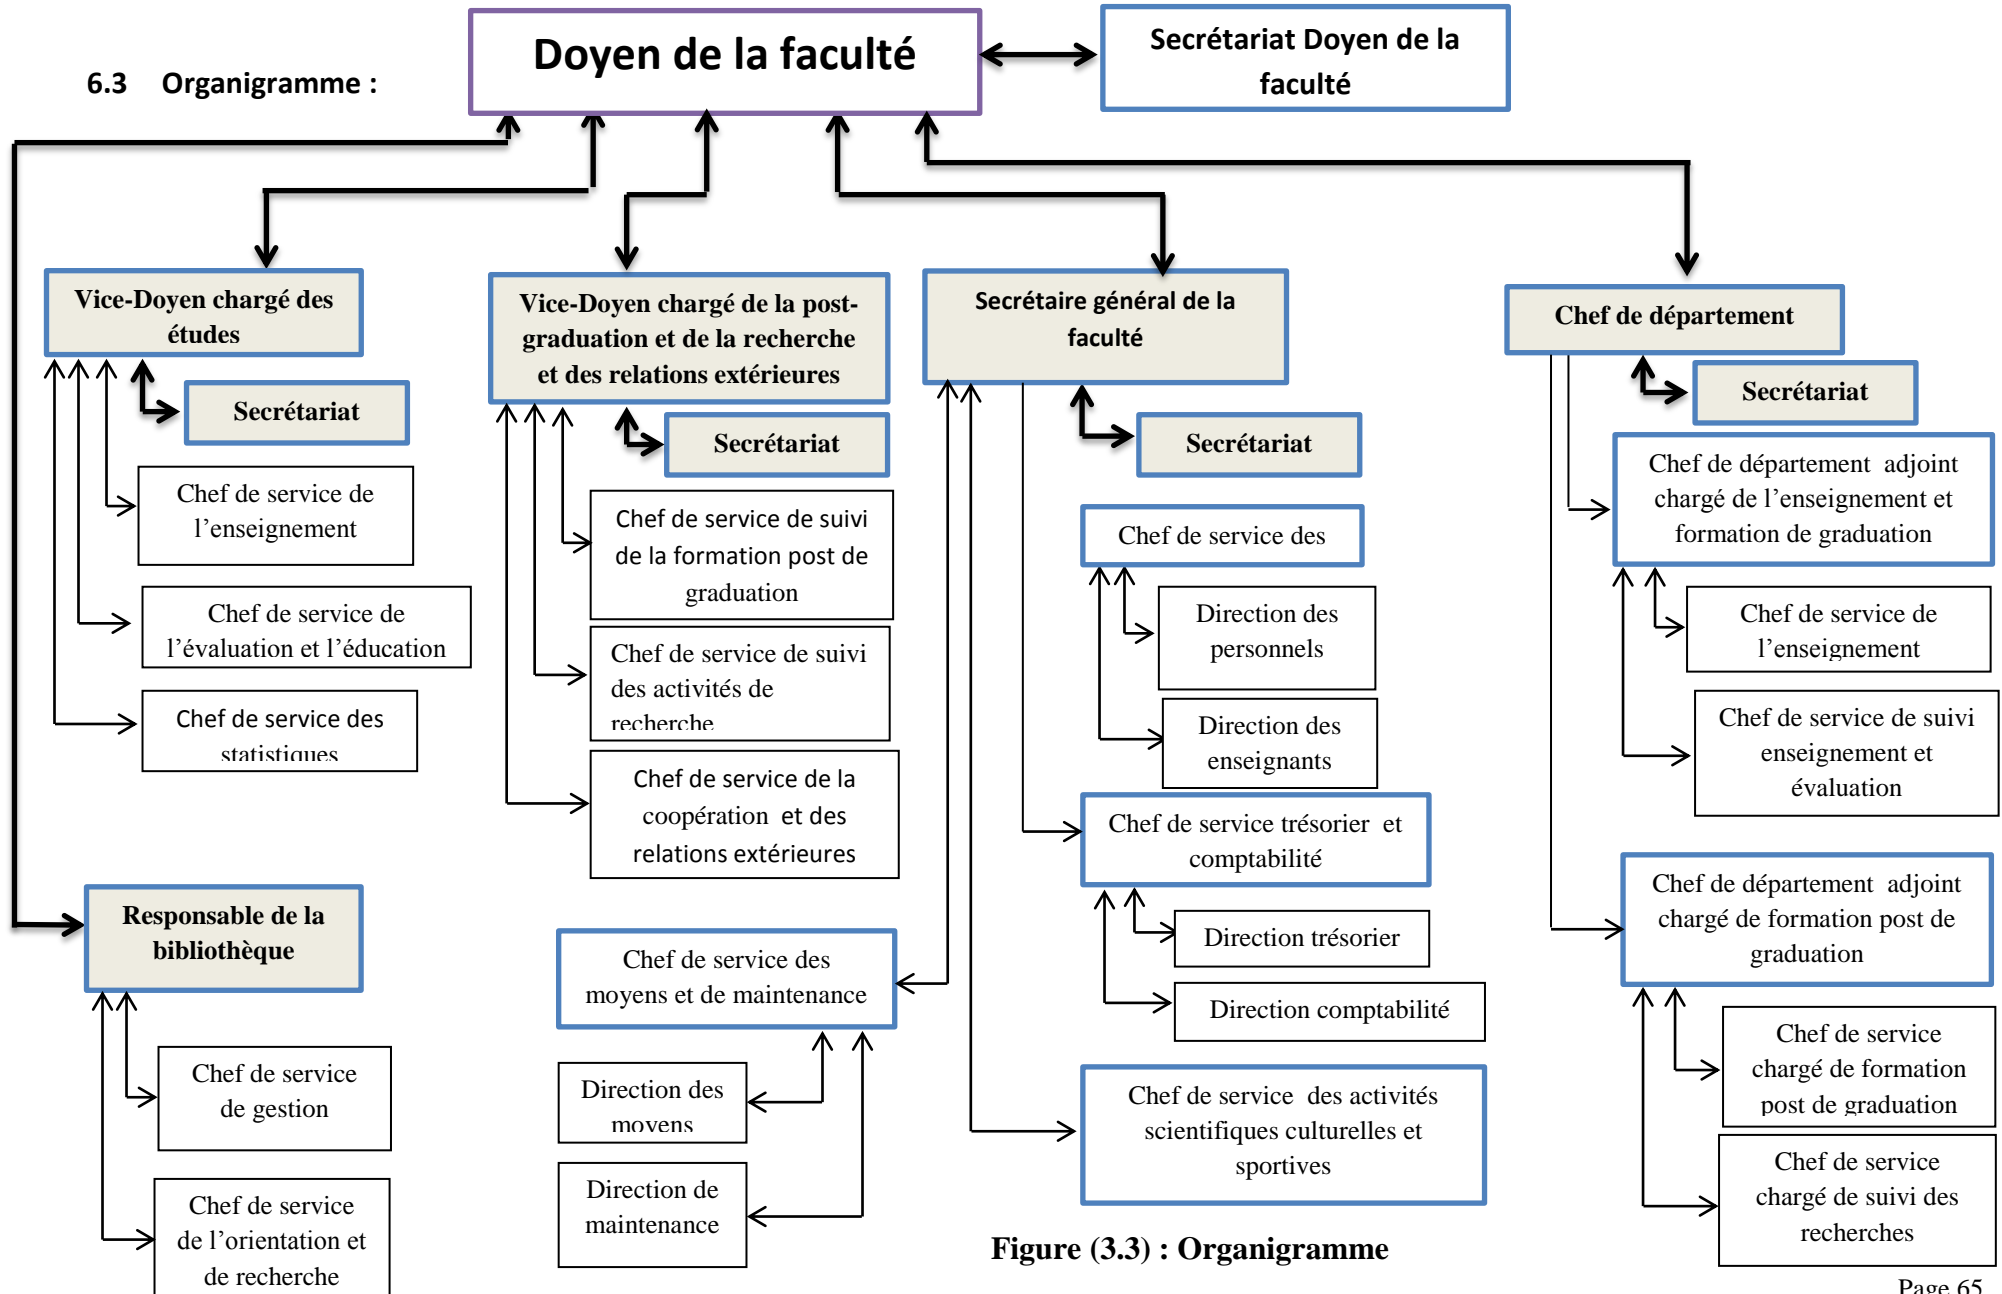 6.3 Organigramme :
Doyen de la faculté
Secrétariat Doyen de la
faculté
Vice-Doyen chargé des
études
Secrétariat
Chef de service de
l’enseignement
Chef de service de
l’évaluation et l’éducation
Chef de service des
statistiques
Responsable de la
bibliothèque
Chef de service
de gestion
Chef de service
de l’orientation et
de recherche
Vice-Doyen chargé de la post-
graduation et de la recherche
et des relations extérieures
Secrétariat
Chef de service de suivi
de la formation post de
graduation
Chef de service de suivi
des activités de
recherche
Chef de service de la
coopération et des
relations extérieures
Secrétaire général de la
faculté
Secrétariat
Chef de service des
Direction des
personnels
Direction des
enseignants
Chef de service trésorier et
comptabilité
Direction trésorier
Direction comptabilité
Chef de service des
moyens et de maintenance
Direction des
moyens
Direction de
maintenance
Chef de service des activités
scientifiques culturelles et
sportives
Chef de département
Secrétariat
Chef de département adjoint
chargé de l’enseignement et
formation de graduation
Chef de service de
l’enseignement
Chef de service de suivi
enseignement et
évaluation
Chef de département adjoint
chargé de formation post de
graduation
Chef de service
chargé de formation
post de graduation
Chef de service
chargé de suivi des
recherches
Figure (3.3) : Organigramme
Page 65